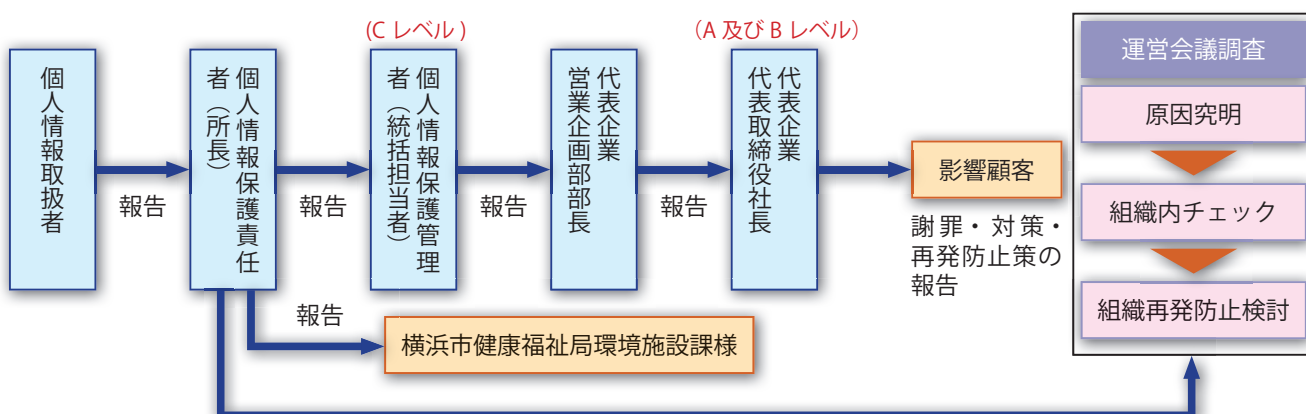 個人情報取扱者
報告
個人情報保護責任
者（所長）
報告
(C レベル )
個人情報保護管理
者（統括担当者）
報告
代表企業
営業企画部部長
報告
（A 及び B レベル）
代表企業
代表取締役社長
影響顧客
謝罪・対策・
再発防止策の
報告
報告
横浜市健康福祉局環境施設課様
運営会議調査
原因究明
組織内チェック
組織再発防止検討